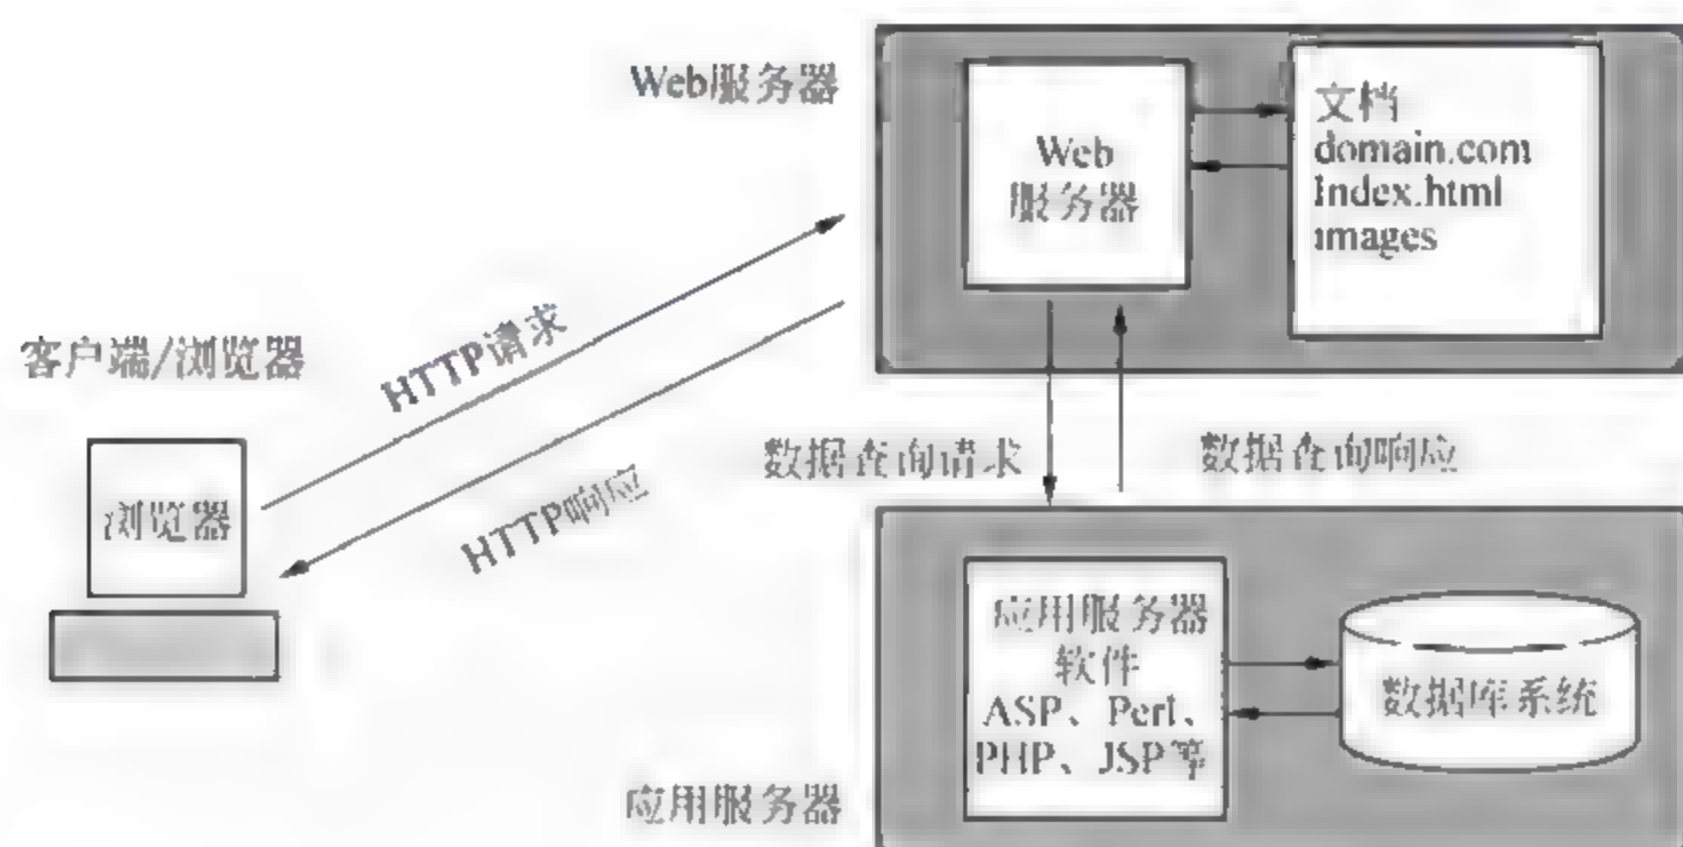 Web服务器
Web
服务器
文档
domain.com
Index.html
images
客户端/浏览器
浏览器
HTTP请求
HTTP响应
数据查询请求
数据查询响应
应用服务器
软件
ASP、Perl、
PHP、JSP等
数据库系统
应用服务器